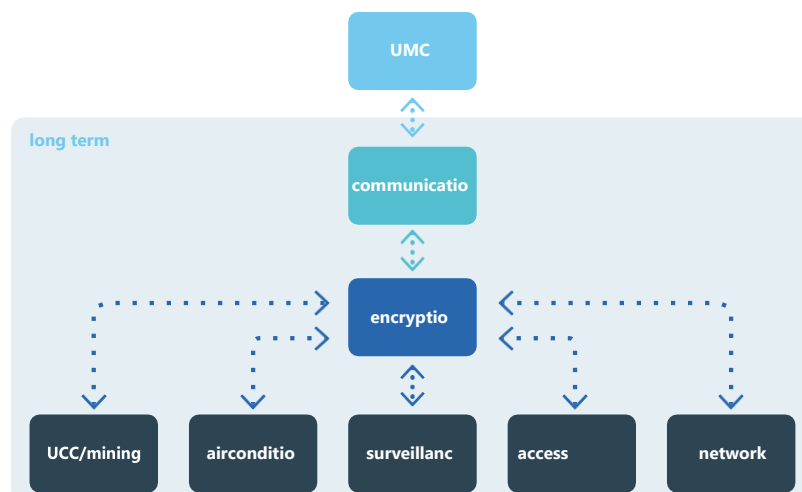 UMC
long term
communicatio
encryptio
UCC/mining
airconditio
surveillanc
access
network